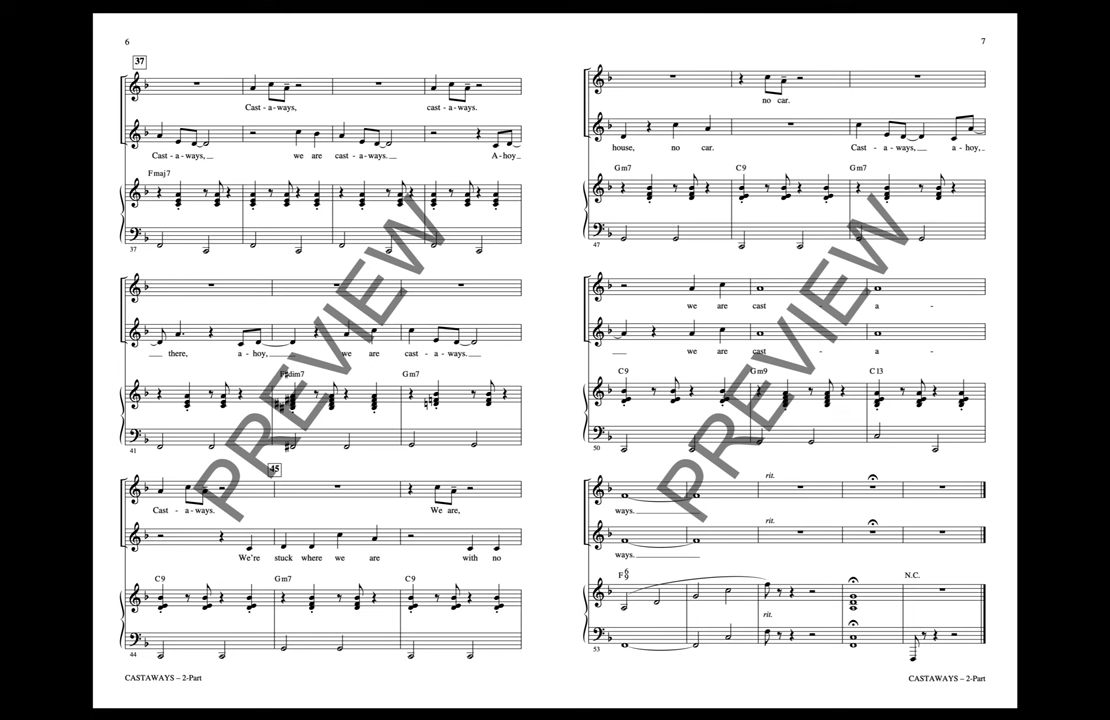 6
37
Cast - a - ways, cast - a - ways.
Cast - a - ways, we are cast - a - ways. A - hoy
Fmaj7
37
there, a - hoy, we are cast - a - ways.
F♯dim7 Gm7
41
45
Cast - a - ways. We are,
We're stuck where we are with no
C9 Gm7 C9
44
CASTAWAYS – 2-Part
7
no car.
house, no car. Cast - a - ways, a - hoy,
Gm7 C9 Gm7
47
we are cast - a -
we are cast - a -
C9 Gm9 C13
50
rit.
ways.
rit.
ways.
F6/9 N.C.
rit.
53
CASTAWAYS – 2-Part
PREVIEW
PREVIEW